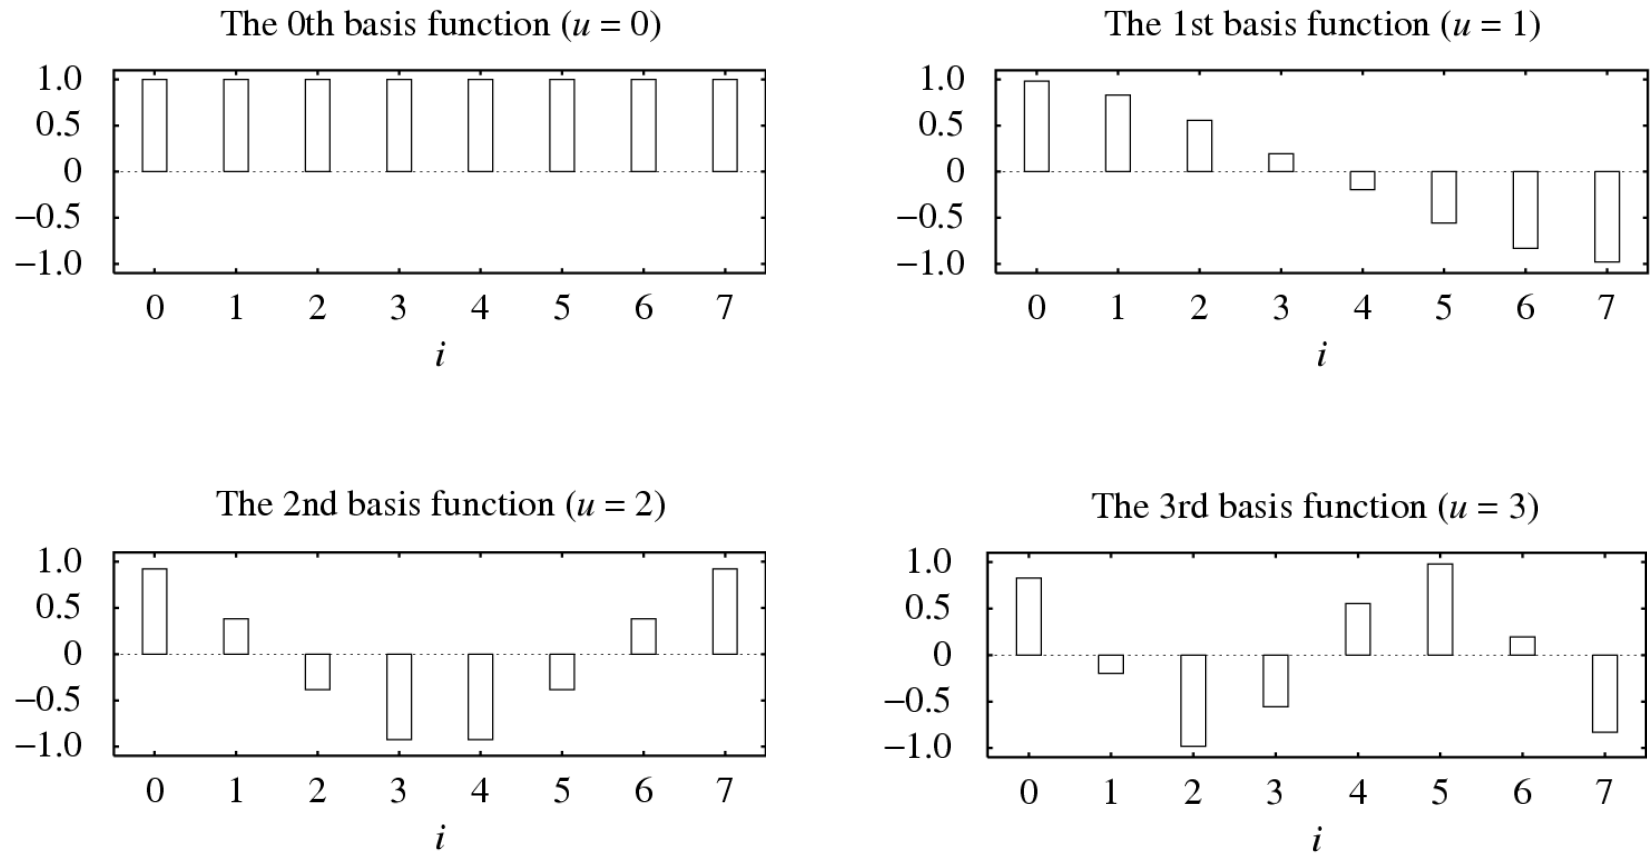 The 0th basis function (u = 0)
1.0
0.5
0
−0.5
−1.0
0 1 2 3 4 5 6 7
i
The 1st basis function (u = 1)
1.0
0.5
0
−0.5
−1.0
0 1 2 3 4 5 6 7
i
The 2nd basis function (u = 2)
1.0
0.5
0
−0.5
−1.0
0 1 2 3 4 5 6 7
i
The 3rd basis function (u = 3)
1.0
0.5
0
−0.5
−1.0
0 1 2 3 4 5 6 7
i